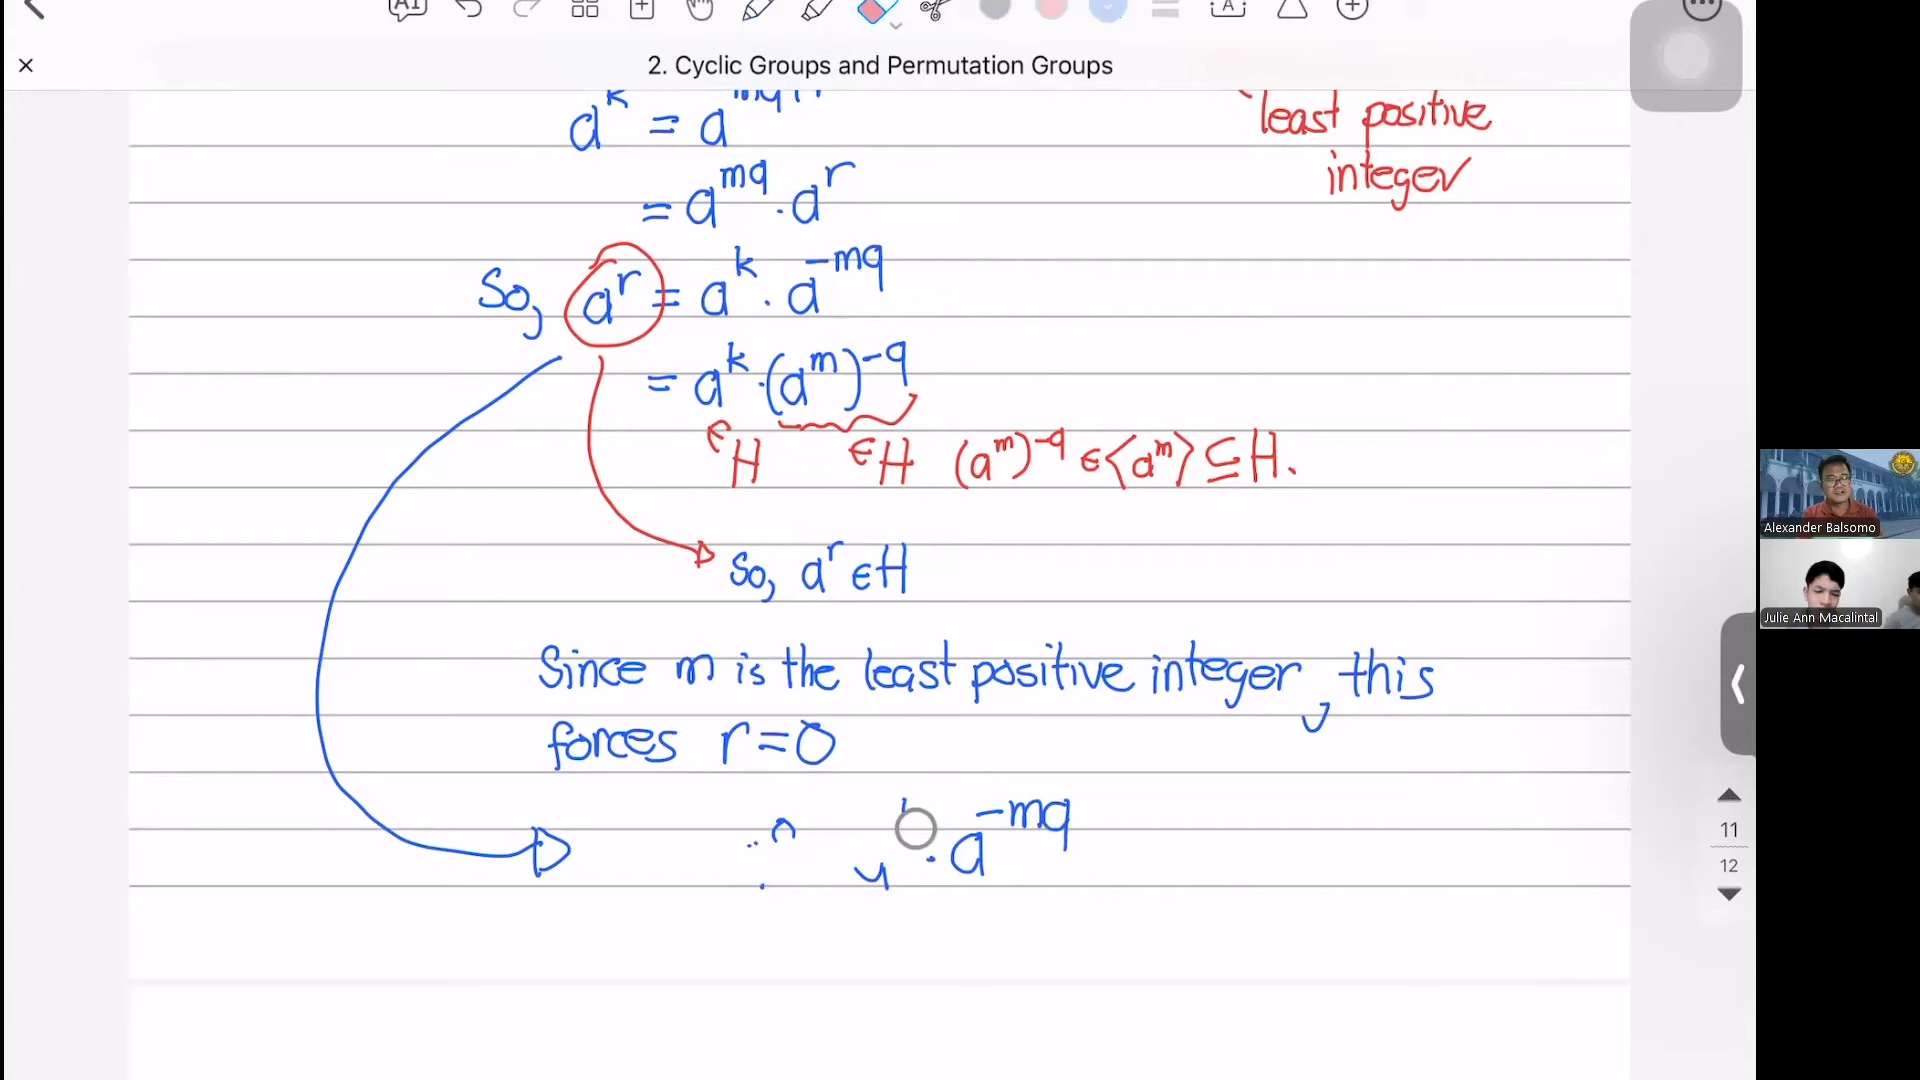 AI
A
2. Cyclic Groups and Permutation Groups
a^k = a
least positive
integer
= a^mq · a^r
So, a^r = a^k · a^-mq
= a^k · (a^m)^-q
∈H ∈H (a^m)^-q ∈ ⟨a^m⟩ ⊆ H.
So, a^r ∈ H
Since m is the least positive integer, this
forces r = 0
· a^-mq
11
12
Alexander Balsomo
Julie Ann Macalintal